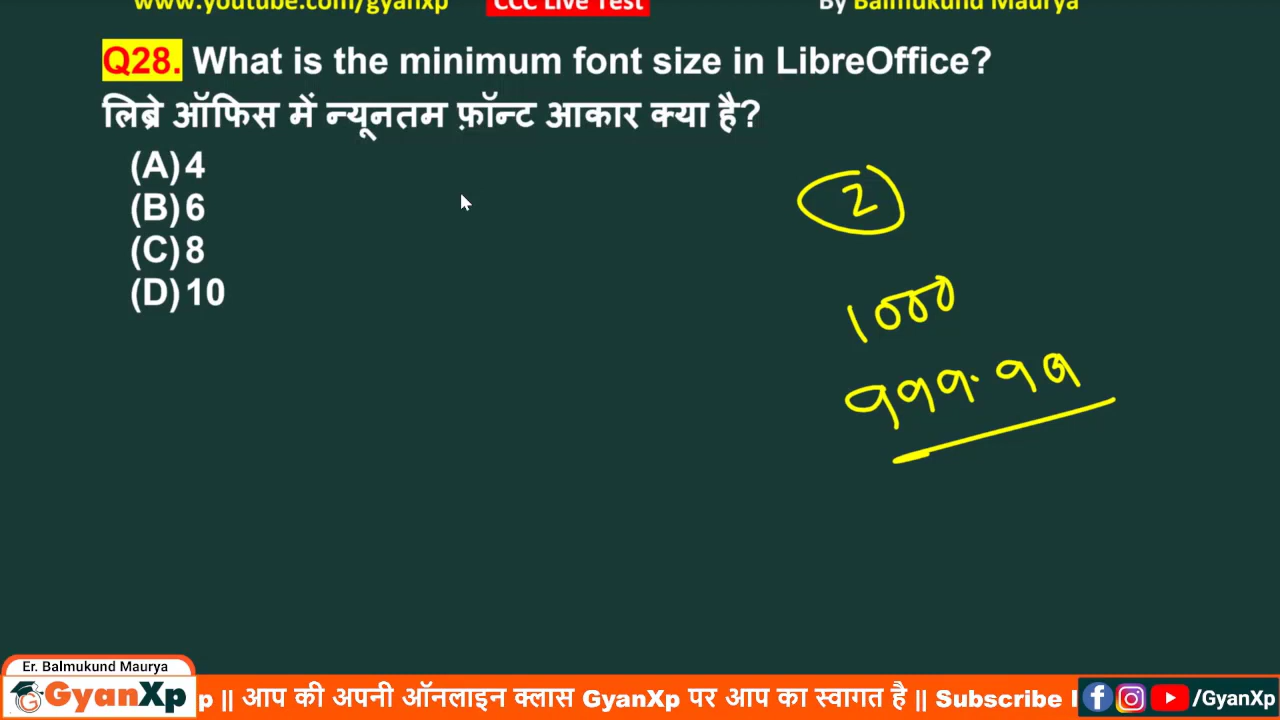 www.youtube.com/gyanxp CCC Live Test By Balmukund Maurya
Q28. What is the minimum font size in LibreOffice?
लिब्रे ऑफिस में न्यूनतम फ़ॉन्ट आकार क्या है?
(A) 4
(B) 6
(C) 8
(D) 10
2
1000
999.99
Er. Balmukund Maurya
GyanXp
p || आप की अपनी ऑनलाइन क्लास GyanXp पर आप का स्वागत है || Subscribe
/GyanXp